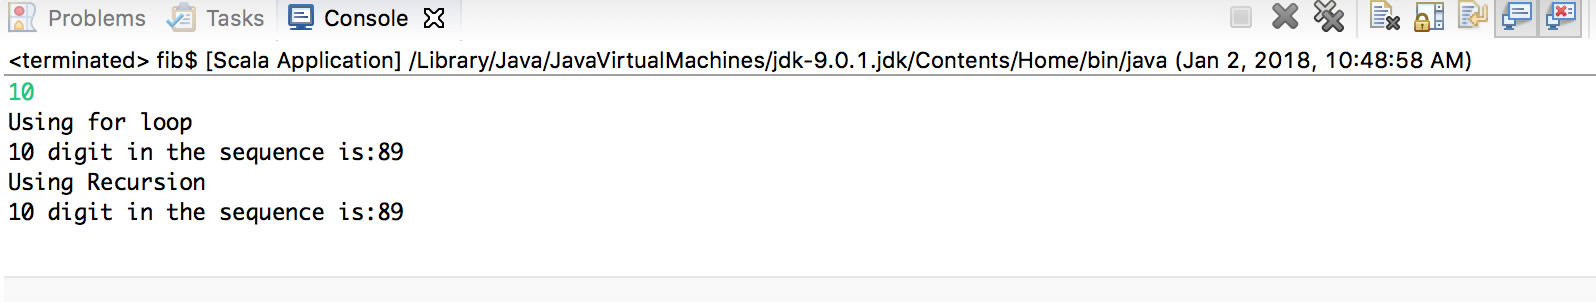 Problems Tasks Console
<terminated> fib$ [Scala Application] /Library/Java/JavaVirtualMachines/jdk-9.0.1.jdk/Contents/Home/bin/java (Jan 2, 2018, 10:48:58 AM)
10
Using for loop
10 digit in the sequence is:89
Using Recursion
10 digit in the sequence is:89